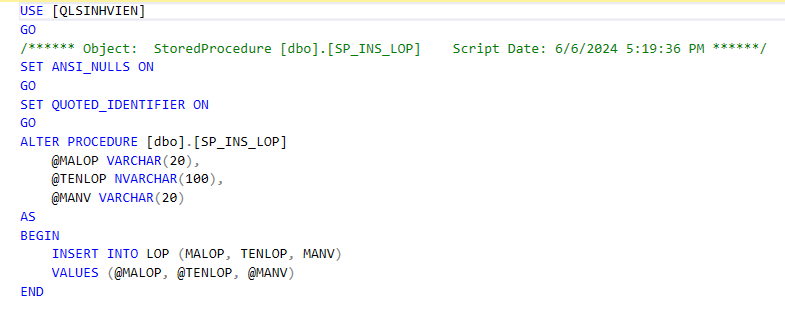 USE [QLSINHVIEN]
GO
/****** Object:  StoredProcedure [dbo].[SP_INS_LOP]    Script Date: 6/6/2024 5:19:36 PM ******/
SET ANSI_NULLS ON
GO
SET QUOTED_IDENTIFIER ON
GO
ALTER PROCEDURE [dbo].[SP_INS_LOP]
    @MALOP VARCHAR(20),
    @TENLOP NVARCHAR(100),
    @MANV VARCHAR(20)
AS
BEGIN
    INSERT INTO LOP (MALOP, TENLOP, MANV)
    VALUES (@MALOP, @TENLOP, @MANV)
END